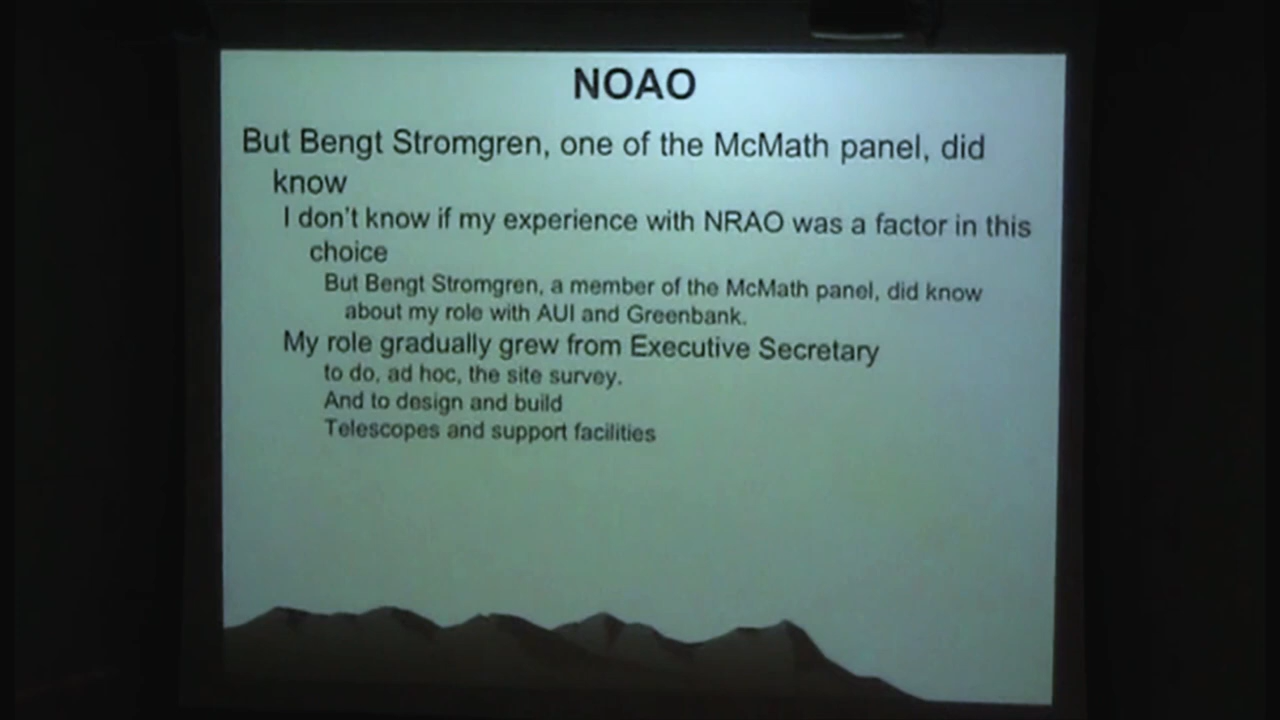 NOAO
But Bengt Stromgren, one of the McMath panel, did
know
I don't know if my experience with NRAO was a factor in this
choice
But Bengt Stromgren, a member of the McMath panel, did know
about my role with AUI and Greenbank.
My role gradually grew from Executive Secretary
to do, ad hoc, the site survey.
And to design and build
Telescopes and support facilities